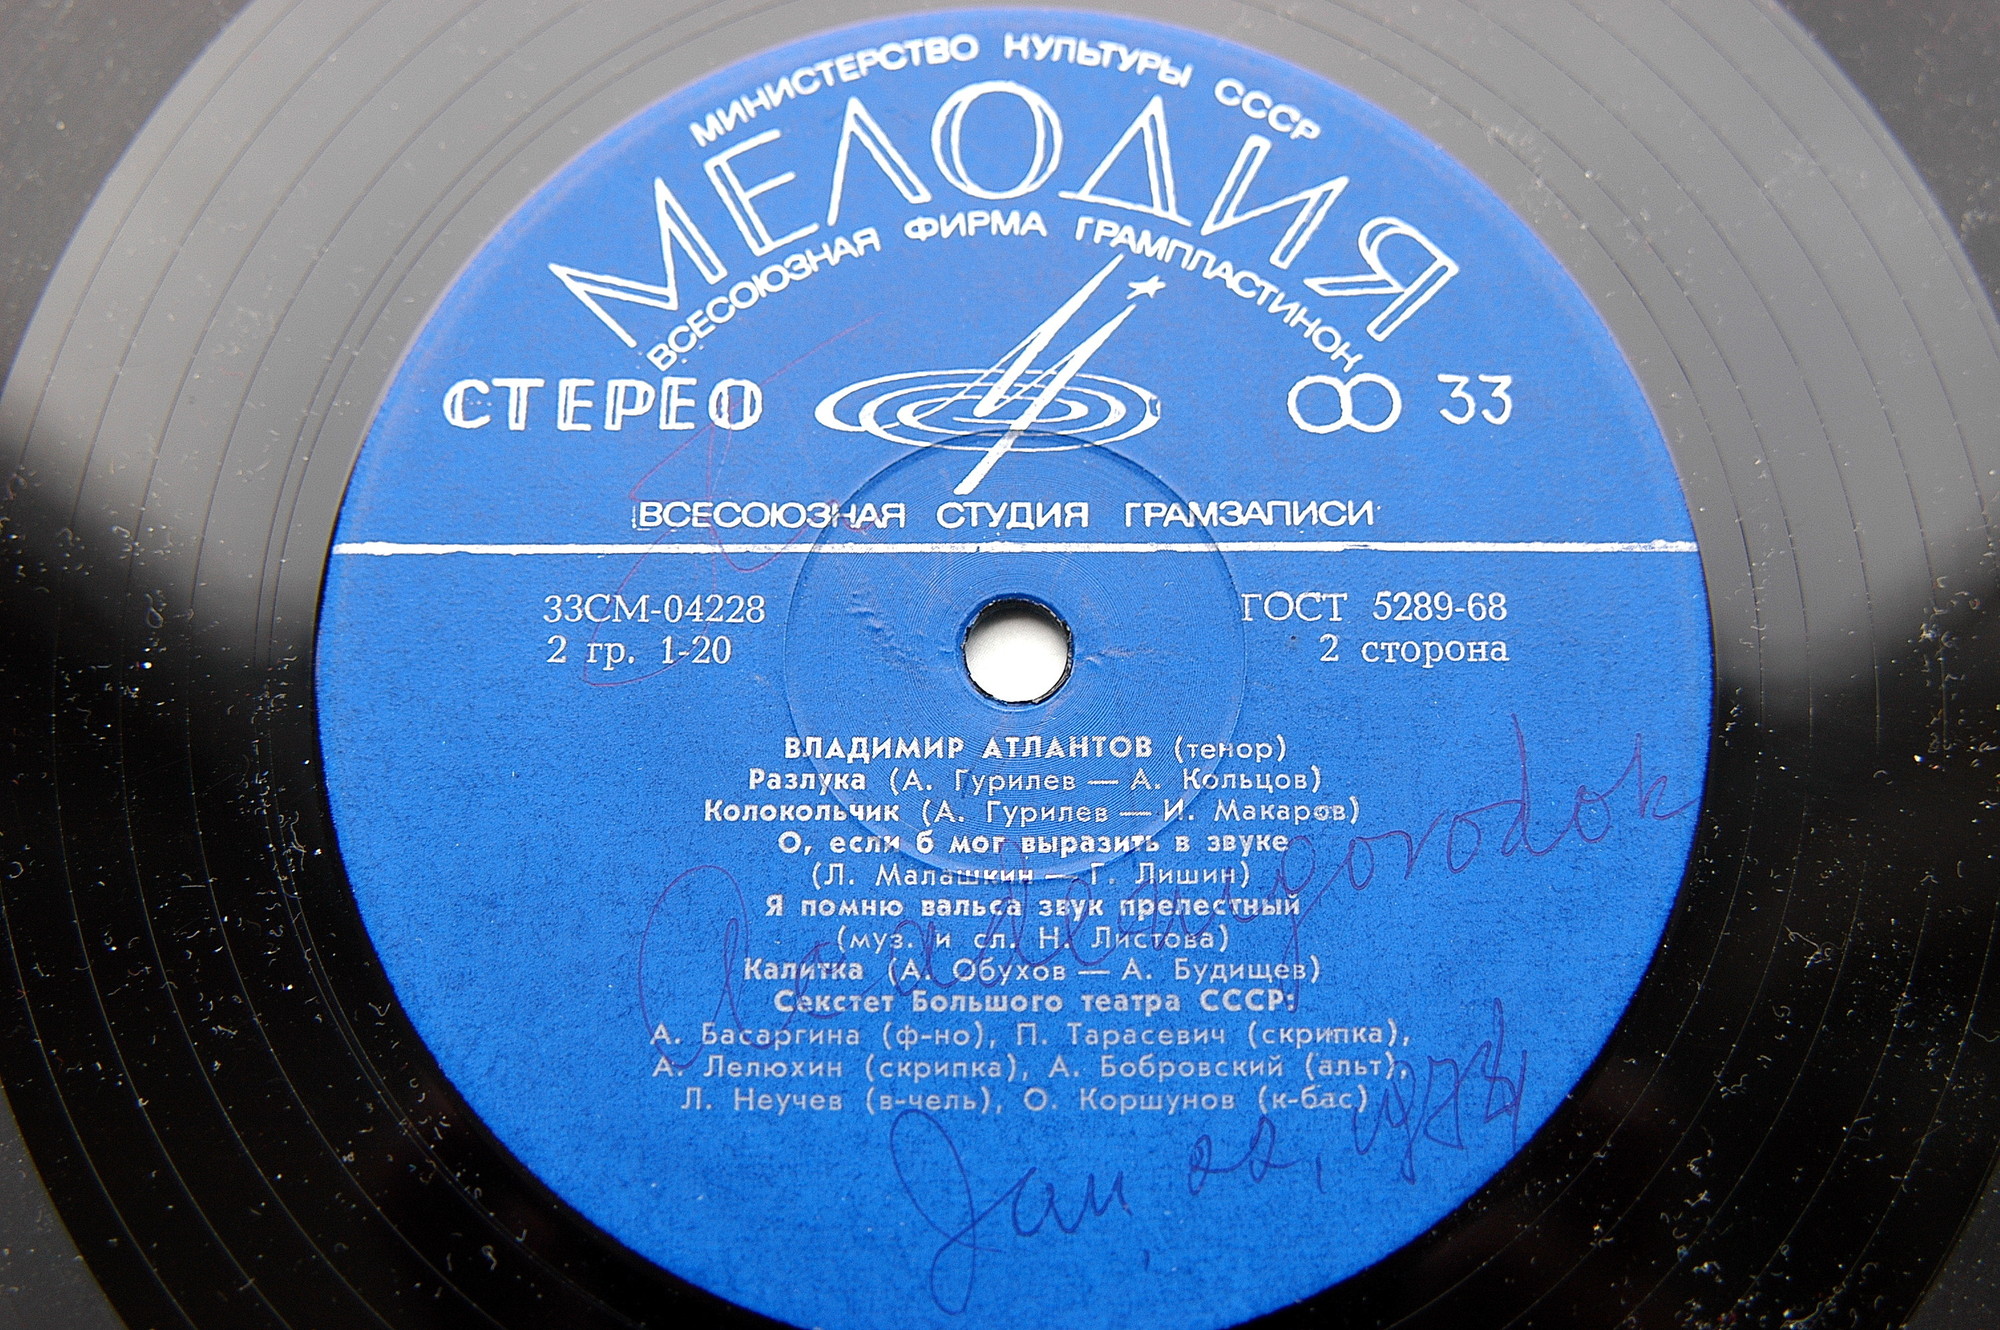 МИНИСТЕРСТВО КУЛЬТУРЫ СССР
МЕЛОДИЯ
ВСЕСОЮЗНАЯ ФИРМА ГРАМПЛАСТИНОК
СТЕРЕО 33
ВСЕСОЮЗНАЯ СТУДИЯ ГРАМЗАПИСИ
33СМ-04228 ГОСТ 5289-68
2 гр. 1-20 2 сторона
ВЛАДИМИР АТЛАНТОВ (тенор)
Разлука (А. Гурилев — А. Кольцов)
Колокольчик (А. Гурилев — И. Макаров)
О, если б мог выразить в звуке
(Л. Малашкин — Г. Лишин)
Я помню вальса звук прелестный
(муз. и сл. Н. Листова)
Калитка (А. Обухов — А. Будищев)
Секстет Большого театра СССР:
А. Басаргина (ф-но), П. Тарасевич (скрипка),
А. Лелюхин (скрипка), А. Бобровский (альт),
Л. Неучев (в-чель), О. Коршунов (к-бас)
Academgorodok
Jan, 22,